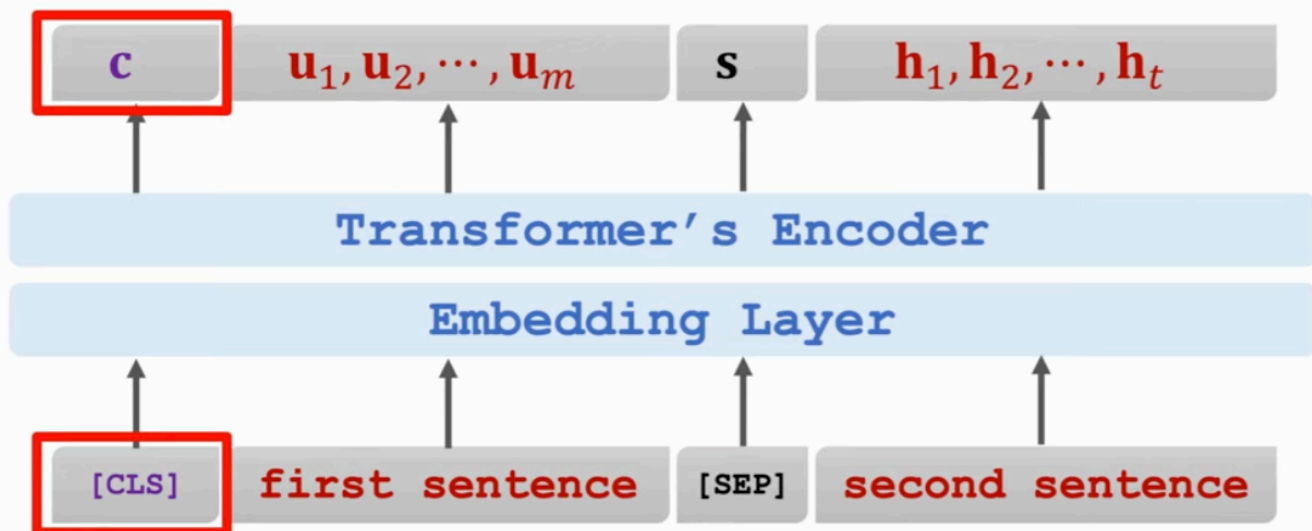 c u₁, u₂, ⋯, uₘ s h₁, h₂, ⋯, hₜ
Transformer's Encoder
Embedding Layer
[CLS] first sentence [SEP] second sentence